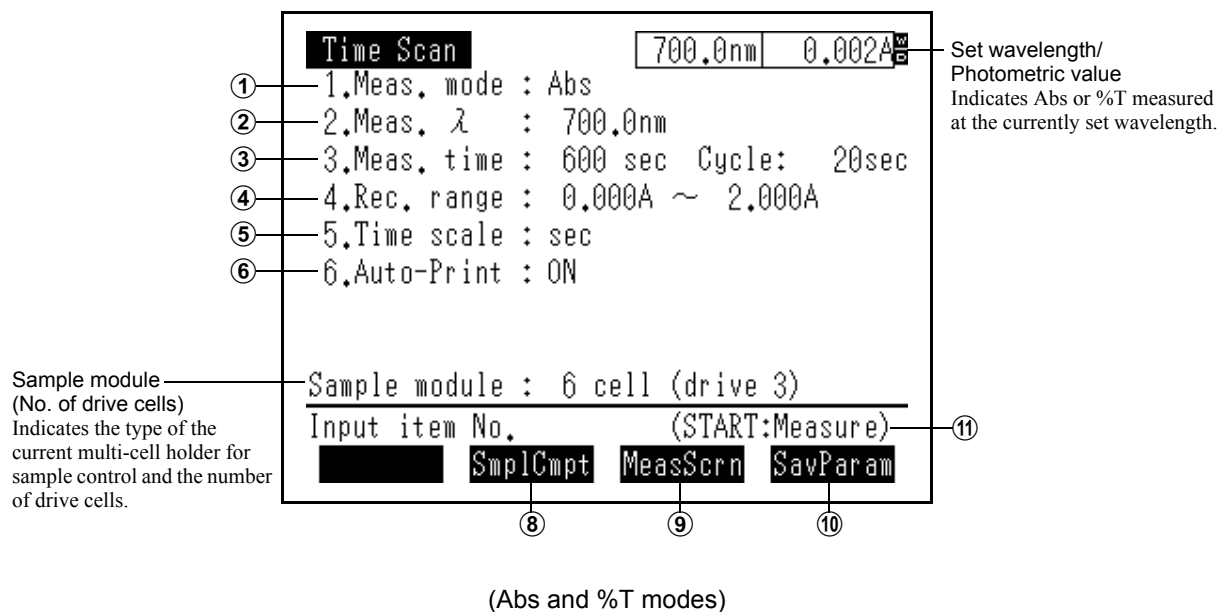 Time Scan 700.0nm 0.002A
Set wavelength/
Photometric value
Indicates Abs or %T measured
at the currently set wavelength.
① 1.Meas. mode : Abs
② 2.Meas. λ : 700.0nm
③ 3.Meas. time : 600 sec Cycle: 20sec
④ 4.Rec. range : 0.000A ~ 2.000A
⑤ 5.Time scale : sec
⑥ 6.Auto-Print : ON
Sample module
(No. of drive cells)
Indicates the type of the
current multi-cell holder for
sample control and the number
of drive cells.
Sample module : 6 cell (drive 3)
Input item No. (START:Measure) ⑪
SmplCmpt MeasScrn SavParam
⑧ ⑨ ⑩
(Abs and %T modes)